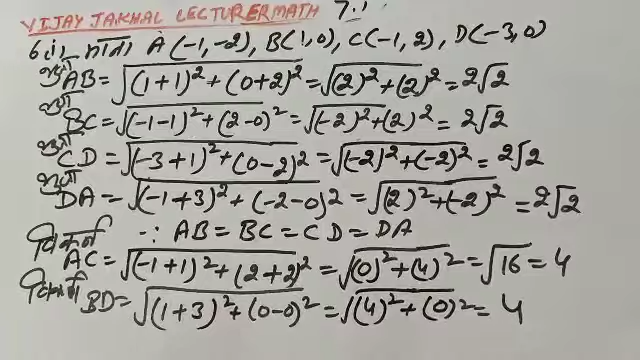 VIJAY JAKHAL LECTURER MATH 7.1
6(i) माना A(-1,-2), B(1,0), C(-1,2), D(-3,0)
भुजा AB = √(1+1)²+(0+2)² = √(2)²+(2)² = 2√2
भुजा BC = √(-1-1)²+(2-0)² = √(-2)²+(2)² = 2√2
भुजा CD = √(-3+1)²+(0-2)² = √(-2)²+(-2)² = 2√2
भुजा DA = √(-1+3)²+(-2-0)² = √(2)²+(-2)² = 2√2
∵ AB = BC = CD = DA
विकर्ण AC = √(-1+1)²+(2+2)² = √(0)²+(4)² = √16 = 4
विकर्ण BD = √(1+3)²+(0-0)² = √(4)²+(0)² = 4